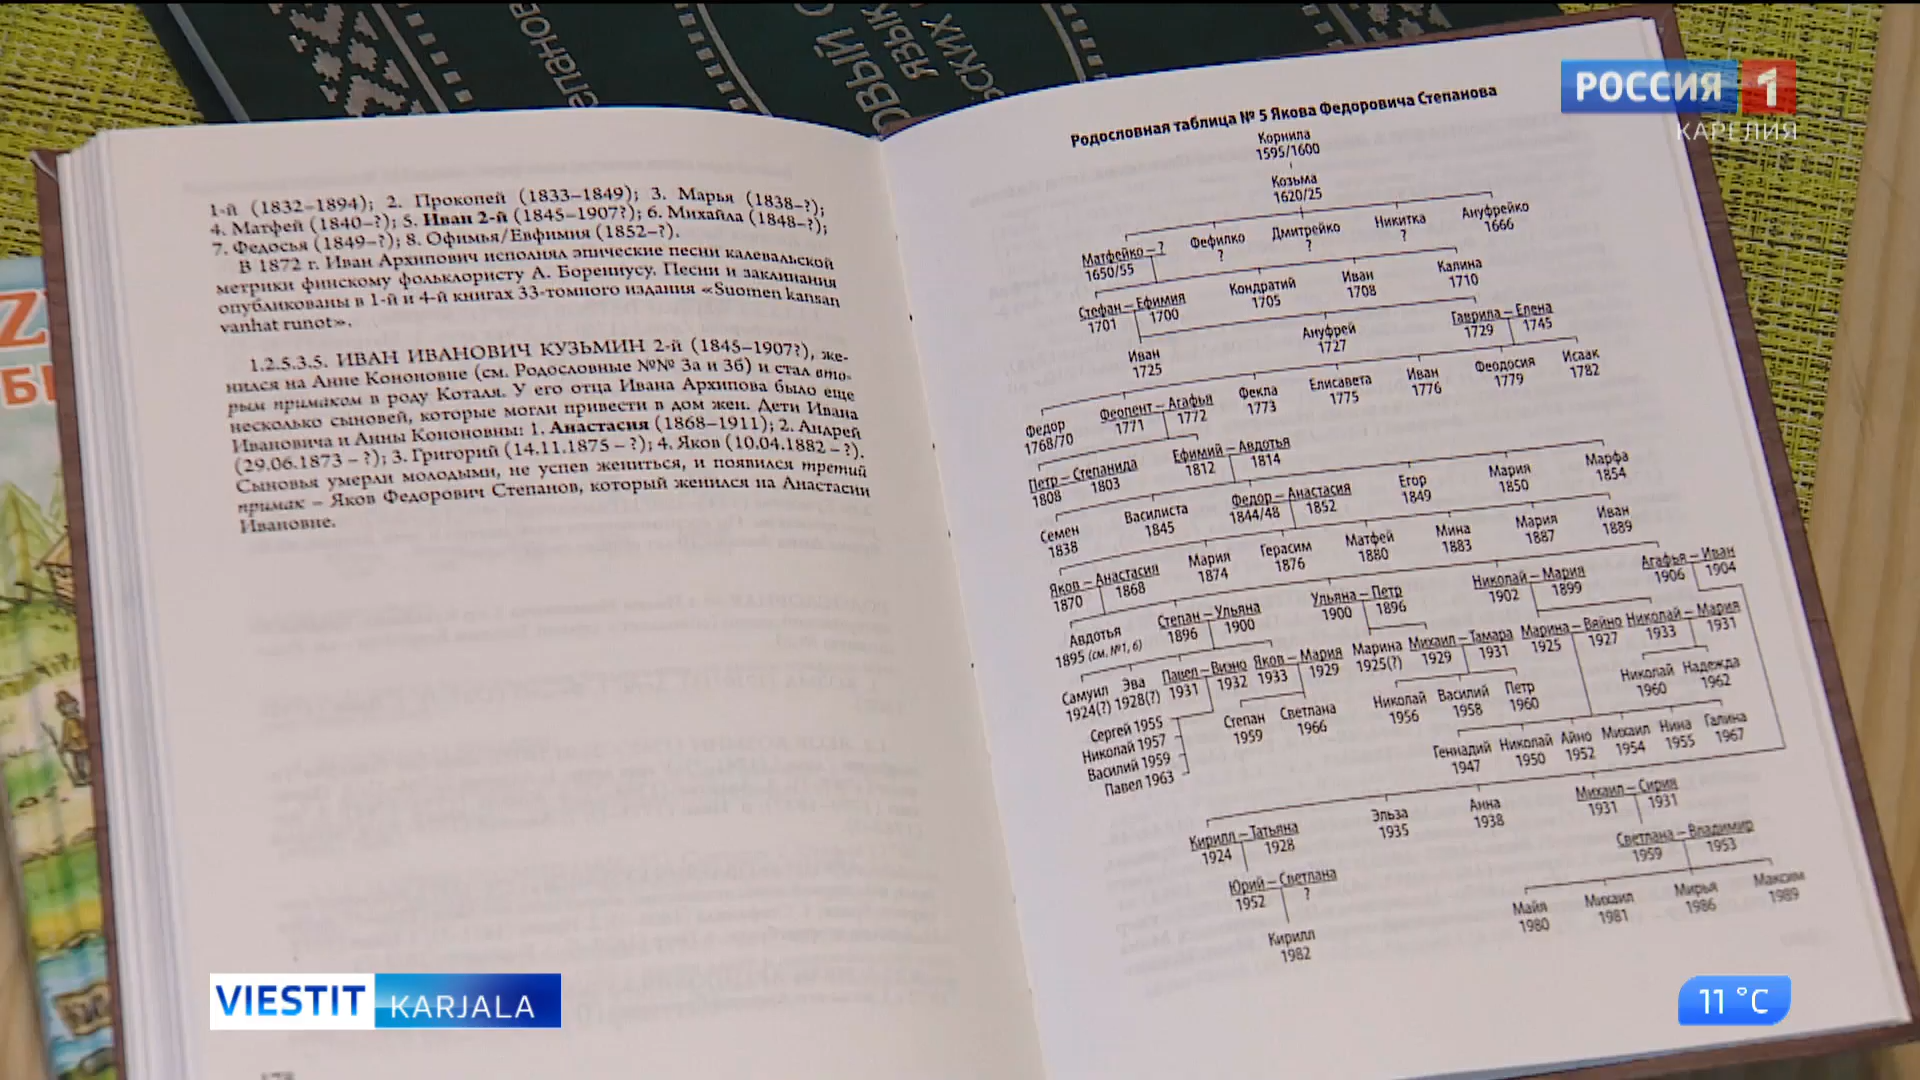 РОССИЯ 1
КАРЕЛИЯ
1-й (1832–1894); 2. Прокопей (1833–1849); 3. Марья (1838–?);
4. Матфей (1840–?); 5. Иван 2-й (1845–1907?); 6. Михайла (1848–?);
7. Федосья (1849–?); 8. Офимья/Евфимия (1852–?).
В 1872 г. Иван Архипович исполнял эпические песни калевальской
метрики финскому фольклористу А. Борениусу. Песни и заклинания
опубликованы в 1-й и 4-й книгах 33-томного издания «Suomen kansan
vanhat runot».
1.2.5.3.5. ИВАН ИВАНОВИЧ КУЗЬМИН 2-й (1845–1907?), же-
нился на Анне Кононовне (см. Родословные №№ 3а и 3б) и стал вто-
рым примаком в роду Коталя. У его отца Ивана Архипова было еще
несколько сыновей, которые могли привести в дом жен. Дети Ивана
Ивановича и Анны Кононовны: 1. Анастасия (1868–1911); 2. Андрей
(29.06.1873 – ?); 3. Григорий (14.11.1875 – ?); 4. Яков (10.04.1882 – ?).
Сыновья умерли молодыми, не успев жениться, и появился третий
примак – Яков Федорович Степанов, который женился на Анастасии
Ивановне.
Родословная таблица № 5 Якова Федоровича Степанова
Корнила
1595/1600
Козьма
1620/25
Матфейко – ? Фефилко Дмитрейко Никитка Ануфрейко
1650/55 ? ? ? 1666
Стефан – Ефимия Кондратий Иван Калина
1701 1700 1705 1708 1710
Иван Ануфрей Гаврила – Елена
1725 1727 1729 1745
Федор Феопент – Агафья Фекла Елисавета Иван Феодосия Исаак
1768/70 1771 1772 1773 1775 1776 1779 1782
Петр – Степанида Ефимий – Авдотья
1808 1803 1812 1814
Семен Василиста Федор – Анастасия Егор Мария Марфа
1838 1845 1844/48 1852 1849 1850 1854
Яков – Анастасия Мария Герасим Матфей Мина Мария Иван
1870 1868 1874 1876 1880 1883 1887 1889
Авдотья Степан – Ульяна Ульяна – Петр Николай – Мария Агафья – Иван
1895 (см. №1, 6) 1896 1900 1900 1896 1902 1899 1906 1904
Самуил Эва Павел – Виэно Яков – Мария Марина Михаил – Тамара Марина – Вяйно Николай – Мария
1924(?) 1928(?) 1931 1932 1933 1929 1925(?) 1929 1931 1925 1927 1933 1931
Сергей 1955
Николай 1957
Василий 1959
Павел 1963
Степан Светлана Николай Василий Петр Николай Надежда
1959 1966 1956 1958 1960 1960 1962
Геннадий Николай Айно Михаил Нина Галина
1947 1950 1952 1954 1955 1967
Кирилл – Татьяна Эльза Анна Михаил – Сирия
1924 1928 1935 1938 1931 1931
Юрий – Светлана Светлана – Владимир
1952 ? 1959 1953
Кирилл Майя Михаил Мирья Максим
1982 1980 1981 1986 1989
VIESTIT KARJALA
11 °C